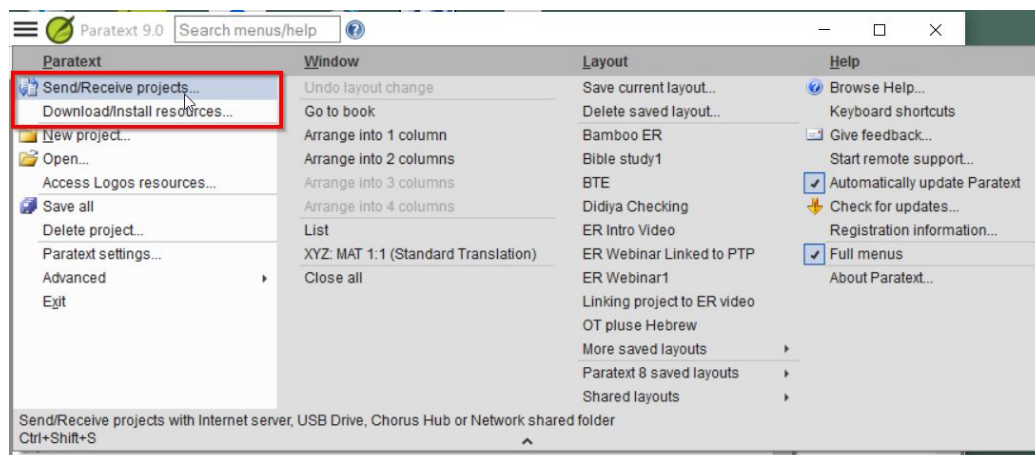 Paratext 9.0 Search menus/help
Paratext
Send/Receive projects...
Download/Install resources...
New project...
Open...
Access Logos resources...
Save all
Delete project...
Paratext settings...
Advanced
Exit
Window
Undo layout change
Go to book
Arrange into 1 column
Arrange into 2 columns
Arrange into 3 columns
Arrange into 4 columns
List
XYZ: MAT 1:1 (Standard Translation)
Close all
Layout
Save current layout...
Delete saved layout...
Bamboo ER
Bible study1
BTE
Didiya Checking
ER Intro Video
ER Webinar Linked to PTP
ER Webinar1
Linking project to ER video
OT pluse Hebrew
More saved layouts
Paratext 8 saved layouts
Shared layouts
Help
Browse Help...
Keyboard shortcuts
Give feedback...
Start remote support...
Automatically update Paratext
Check for updates...
Registration information...
Full menus
About Paratext...
Send/Receive projects with Internet server, USB Drive, Chorus Hub or Network shared folder
Ctrl+Shift+S